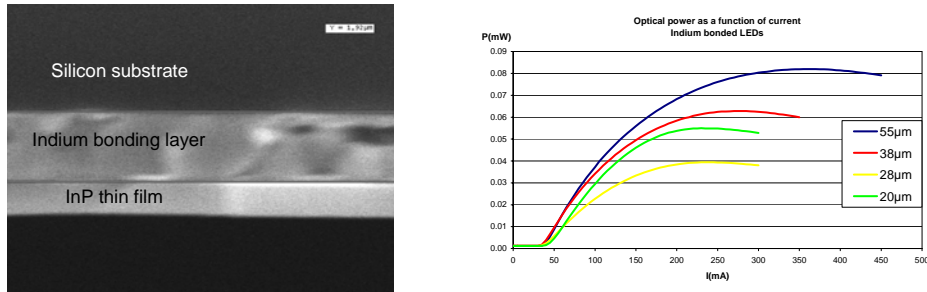 Y = 1,92µm
Silicon substrate
Indium bonding layer
InP thin film
Optical power as a function of current
Indium bonded LEDs
P(mW)
0.09
0.08
0.07
0.06
0.05
0.04
0.03
0.02
0.01
0.00
0 50 100 150 200 250 300 350 400 450 500
I(mA)
55µm
38µm
28µm
20µm